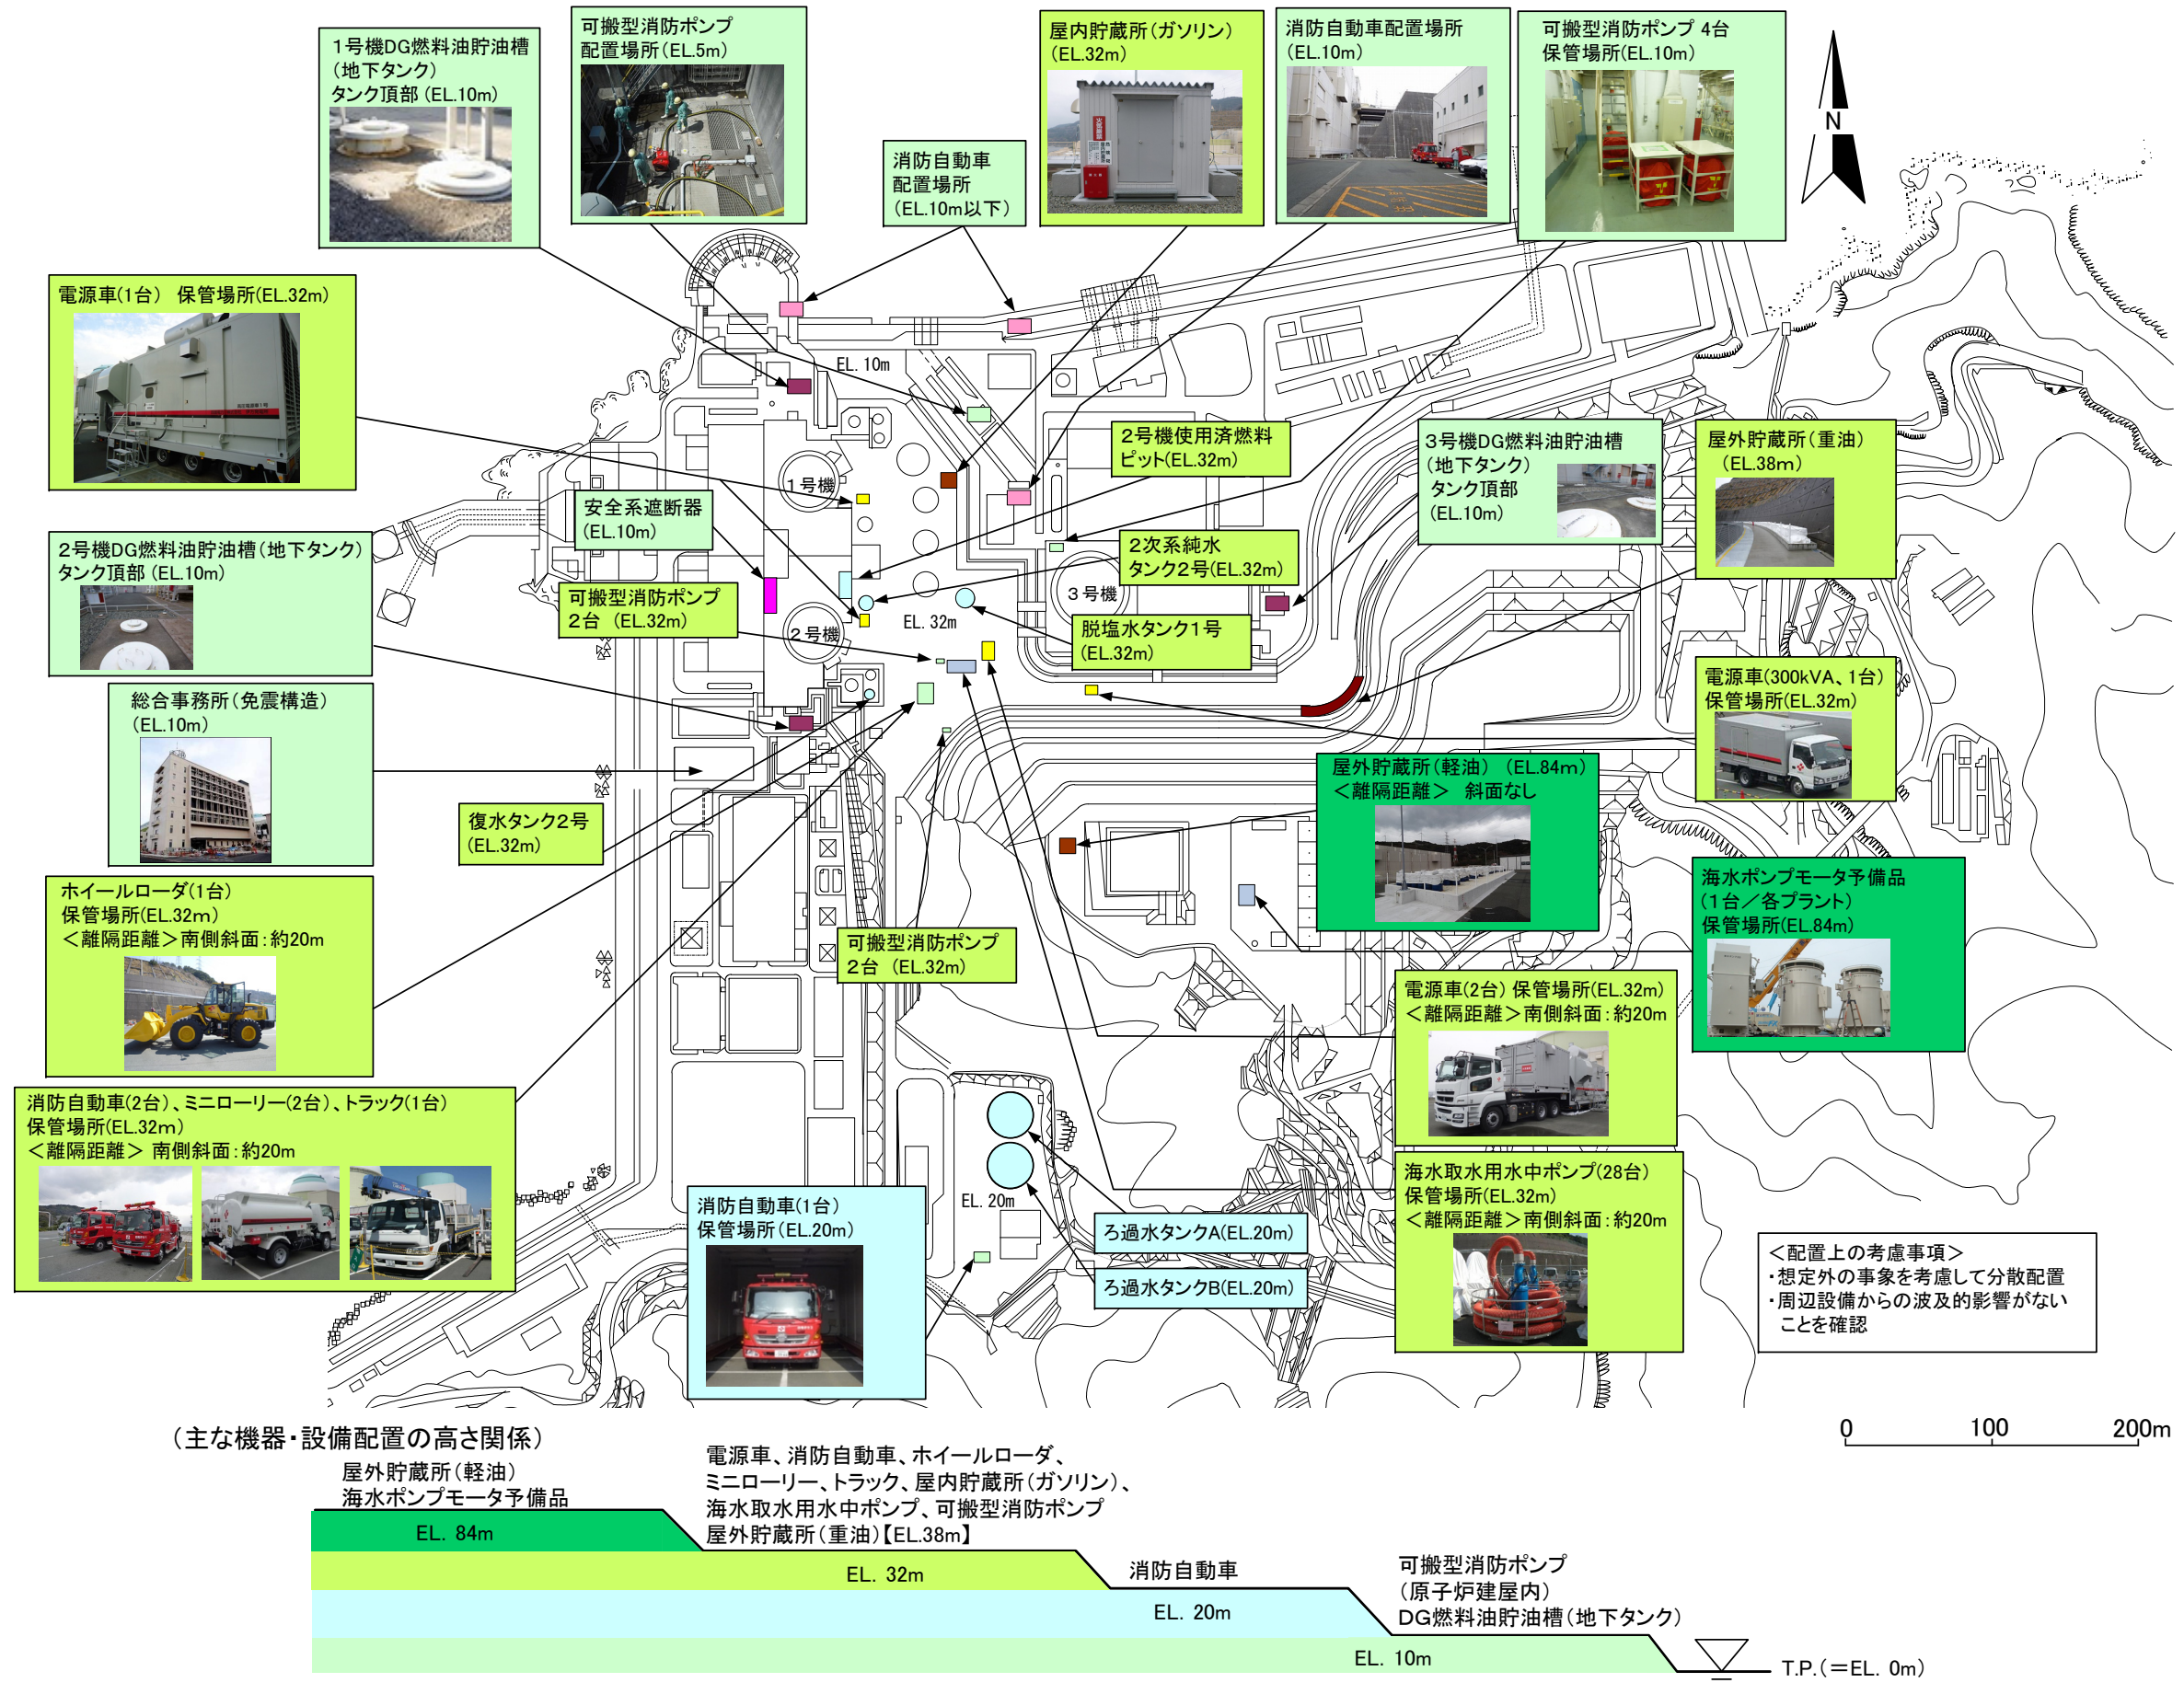 1号機DG燃料油貯油槽
（地下タンク）
タンク頂部（EL.10m）
可搬型消防ポンプ
配置場所（EL.5m）
消防自動車
配置場所
（EL.10m以下）
屋内貯蔵所（ガソリン）
（EL.32m）
消防自動車配置場所
（EL.10m）
可搬型消防ポンプ 4台
保管場所（EL.10m）
N
電源車(1台)　保管場所(EL.32m)
EL. 10m
1号機
2号機使用済燃料
ピット(EL.32m)
3号機DG燃料油貯油槽
（地下タンク）
タンク頂部
（EL.10m）
屋外貯蔵所（重油）
（EL.38m）
安全系遮断器
（EL.10m）
2号機DG燃料油貯油槽（地下タンク）
タンク頂部（EL.10m）
2次系純水
タンク2号(EL.32m)
可搬型消防ポンプ
2台（EL.32m）
3号機
2号機
EL. 32m
脱塩水タンク1号
（EL.32m）
総合事務所（免震構造）
（EL.10m）
電源車(300kVA、1台)
保管場所(EL.32m)
屋外貯蔵所（軽油）（EL.84m）
＜離隔距離＞ 斜面なし
復水タンク2号
（EL.32m）
ホイールローダ(1台)
保管場所(EL.32m)
＜離隔距離＞南側斜面：約20m
海水ポンプモータ予備品
（1台／各プラント）
保管場所(EL.84m)
可搬型消防ポンプ
2台（EL.32m）
電源車(2台) 保管場所(EL.32m)
＜離隔距離＞南側斜面：約20m
消防自動車(2台)、ミニローリー(2台)、トラック(1台)
保管場所(EL.32m)
＜離隔距離＞ 南側斜面：約20m
海水取水用水中ポンプ(28台)
保管場所(EL.32m)
＜離隔距離＞南側斜面：約20m
EL. 20m
消防自動車(1台)
保管場所(EL.20m)
ろ過水タンクA(EL.20m)
ろ過水タンクB(EL.20m)
＜配置上の考慮事項＞
・想定外の事象を考慮して分散配置
・周辺設備からの波及的影響がない
ことを確認
0 100 200m
（主な機器・設備配置の高さ関係）
屋外貯蔵所（軽油）
海水ポンプモータ予備品
EL. 84m
電源車、消防自動車、ホイールローダ、
ミニローリー、トラック、屋内貯蔵所（ガソリン）、
海水取水用水中ポンプ、可搬型消防ポンプ
屋外貯蔵所（重油）【EL.38m】
EL. 32m
消防自動車
EL. 20m
可搬型消防ポンプ
（原子炉建屋内）
DG燃料油貯油槽（地下タンク）
EL. 10m
T.P.（＝EL. 0m）